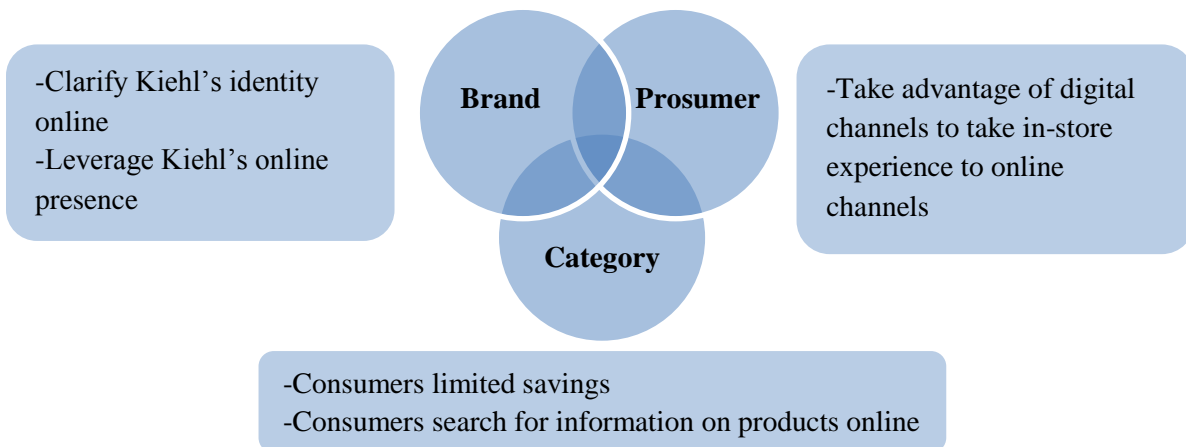 -Clarify Kiehl's identity
online
-Leverage Kiehl's online
presence
Brand
Prosumer
-Take advantage of digital
channels to take in-store
experience to online
channels
Category
-Consumers limited savings
-Consumers search for information on products online